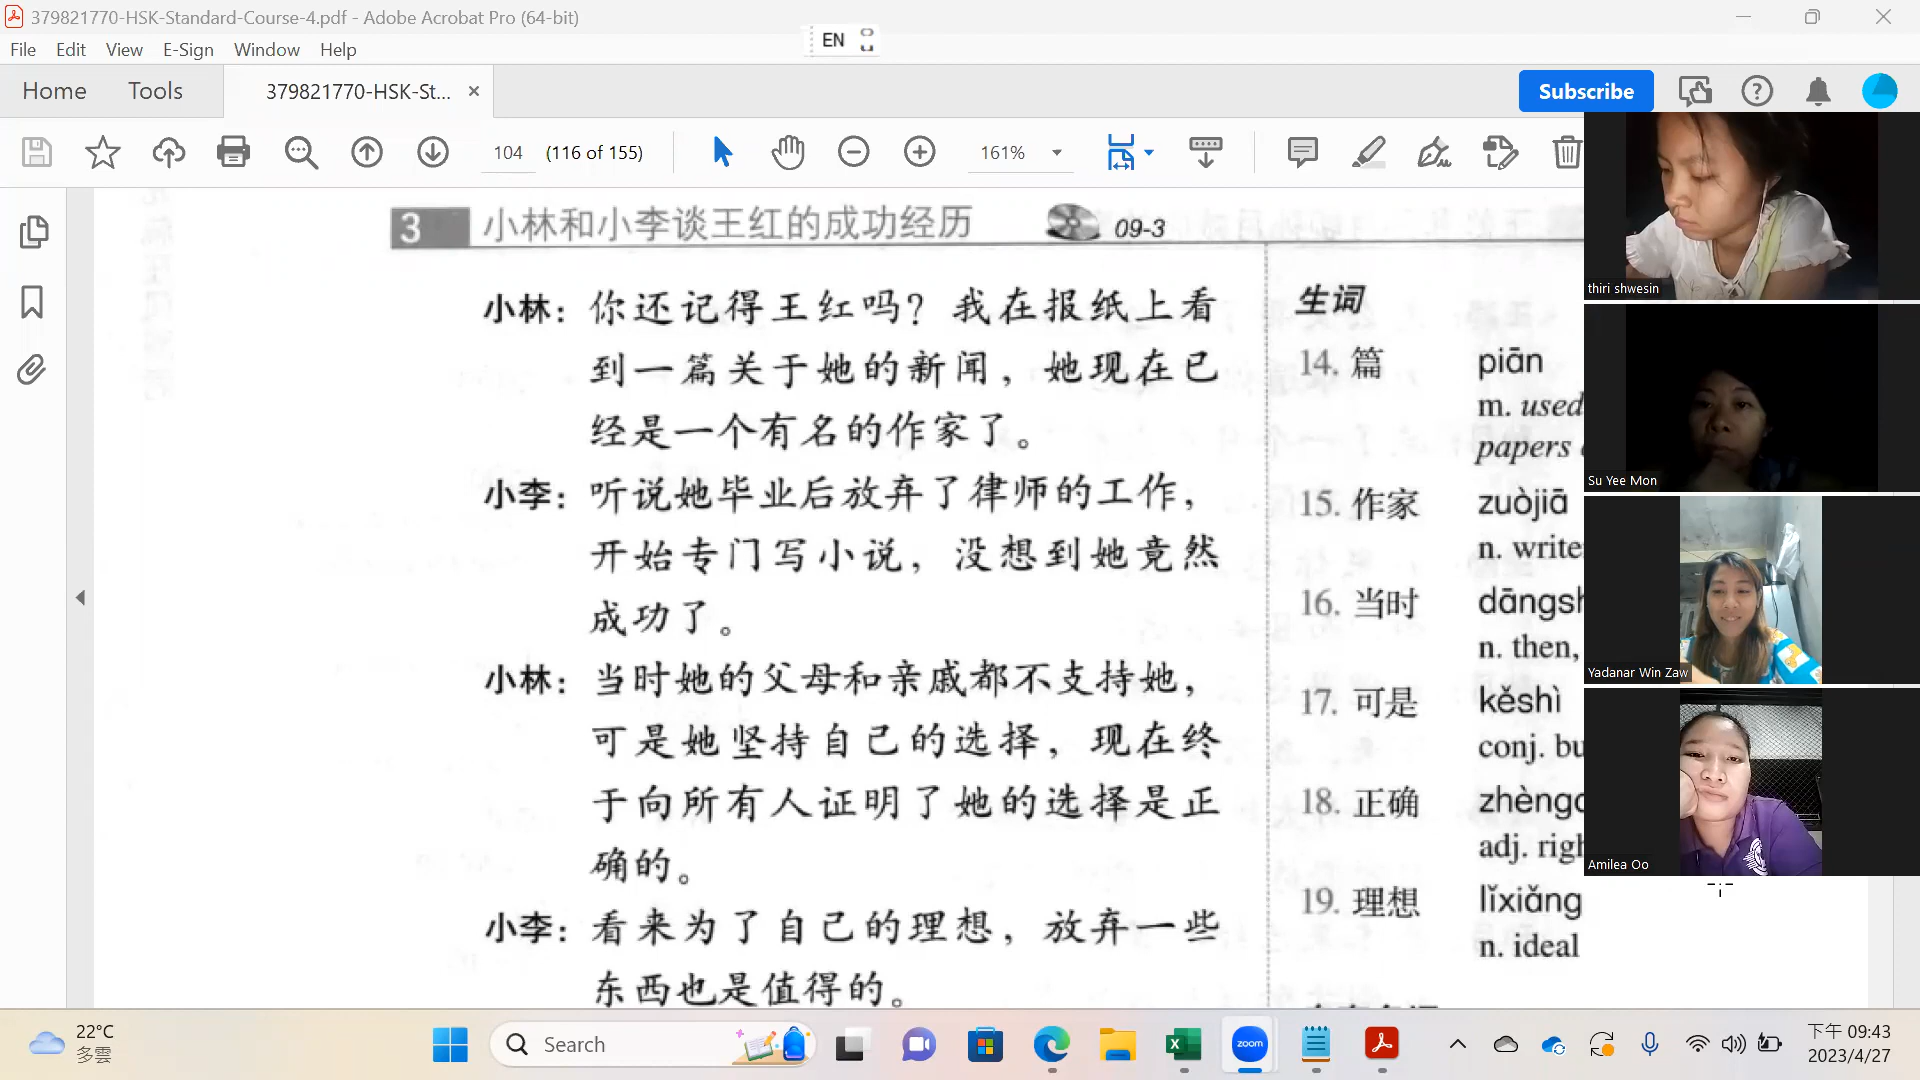 379821770-HSK-Standard-Course-4.pdf - Adobe Acrobat Pro (64-bit)
File Edit View E-Sign Window Help
EN
Home Tools 379821770-HSK-St... ×
Subscribe
104 (116 of 155) 161%
3 小林和小李谈王红的成功经历 09-3
小林：你还记得王红吗？我在报纸上看
到一篇关于她的新闻，她现在已
经是一个有名的作家了。
小李：听说她毕业后放弃了律师的工作，
开始专门写小说，没想到她竟然
成功了。
小林：当时她的父母和亲戚都不支持她，
可是她坚持自己的选择，现在终
于向所有人证明了她的选择是正
确的。
小李：看来为了自己的理想，放弃一些
东西也是值得的。
生词
14. 篇 piān
m. used
papers
15. 作家 zuòjiā
n. write
16. 当时 dāngsh
n. then,
17. 可是 kěshì
conj. bu
18. 正确 zhèng
adj. righ
19. 理想 lǐxiǎng
n. ideal
thiri shwesin
Su Yee Mon
Yadanar Win Zaw
Amilea Oo
22°C
多雲
Search
zoom
下午 09:43
2023/4/27